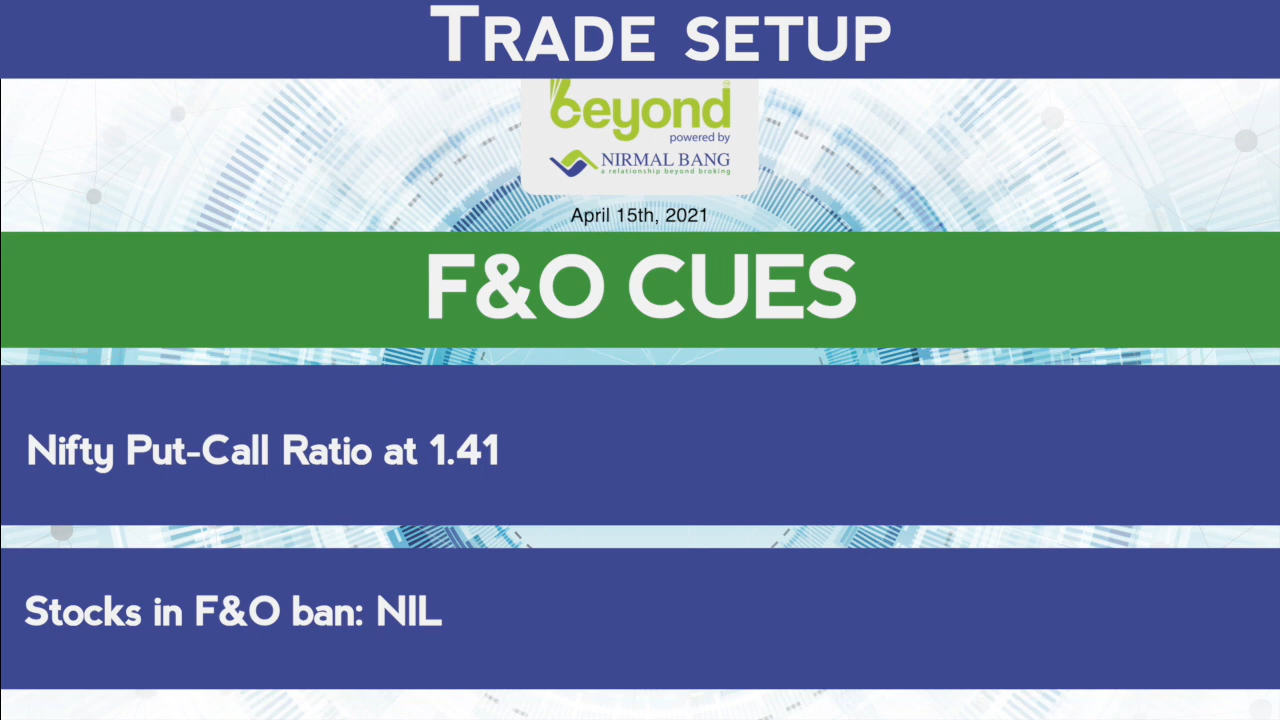 TRADE SETUP
beyond
powered by
NIRMAL BANG
a relationship beyond broking
April 15th, 2021
F&O CUES
Nifty Put-Call Ratio at 1.41
Stocks in F&O ban: NIL